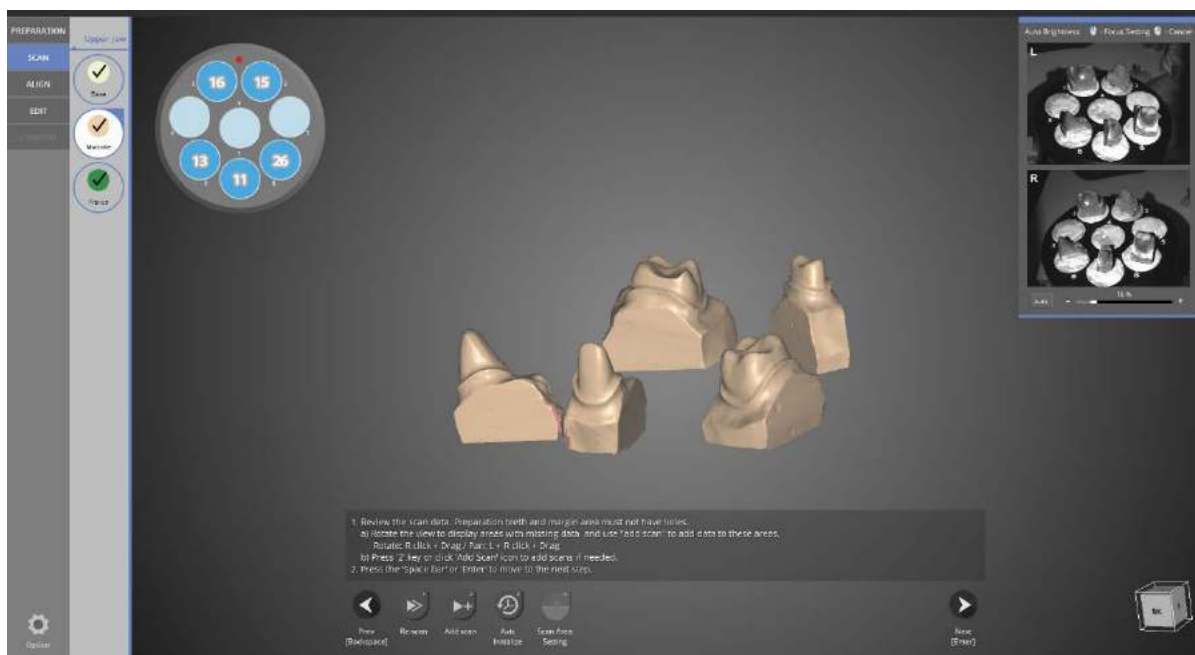 PREPARATION
SCAN
ALIGN
EDIT
Upper jaw
Base
16
15
13
11
26
Auto Brightness : Focus Setting : Cancel
L
R
16 %
Auto
- +
1. Review the scan data. Preparation teeth and margin area must not have holes.
a) Rotate the view to display areas with missing data and use "add scan" to add data to these areas.
Rotate: R click + Drag / Pan: L + R click + Drag
b) Press 'Z' key or click 'Add Scan' icon to add scans if needed.
2. Press the 'Space bar' or 'Enter' to move to the next step.
Prev
[Backspace]
Re-scan
Add scan
Auto
Initialize
Scan Area
Setting
Next
[Enter]
Option